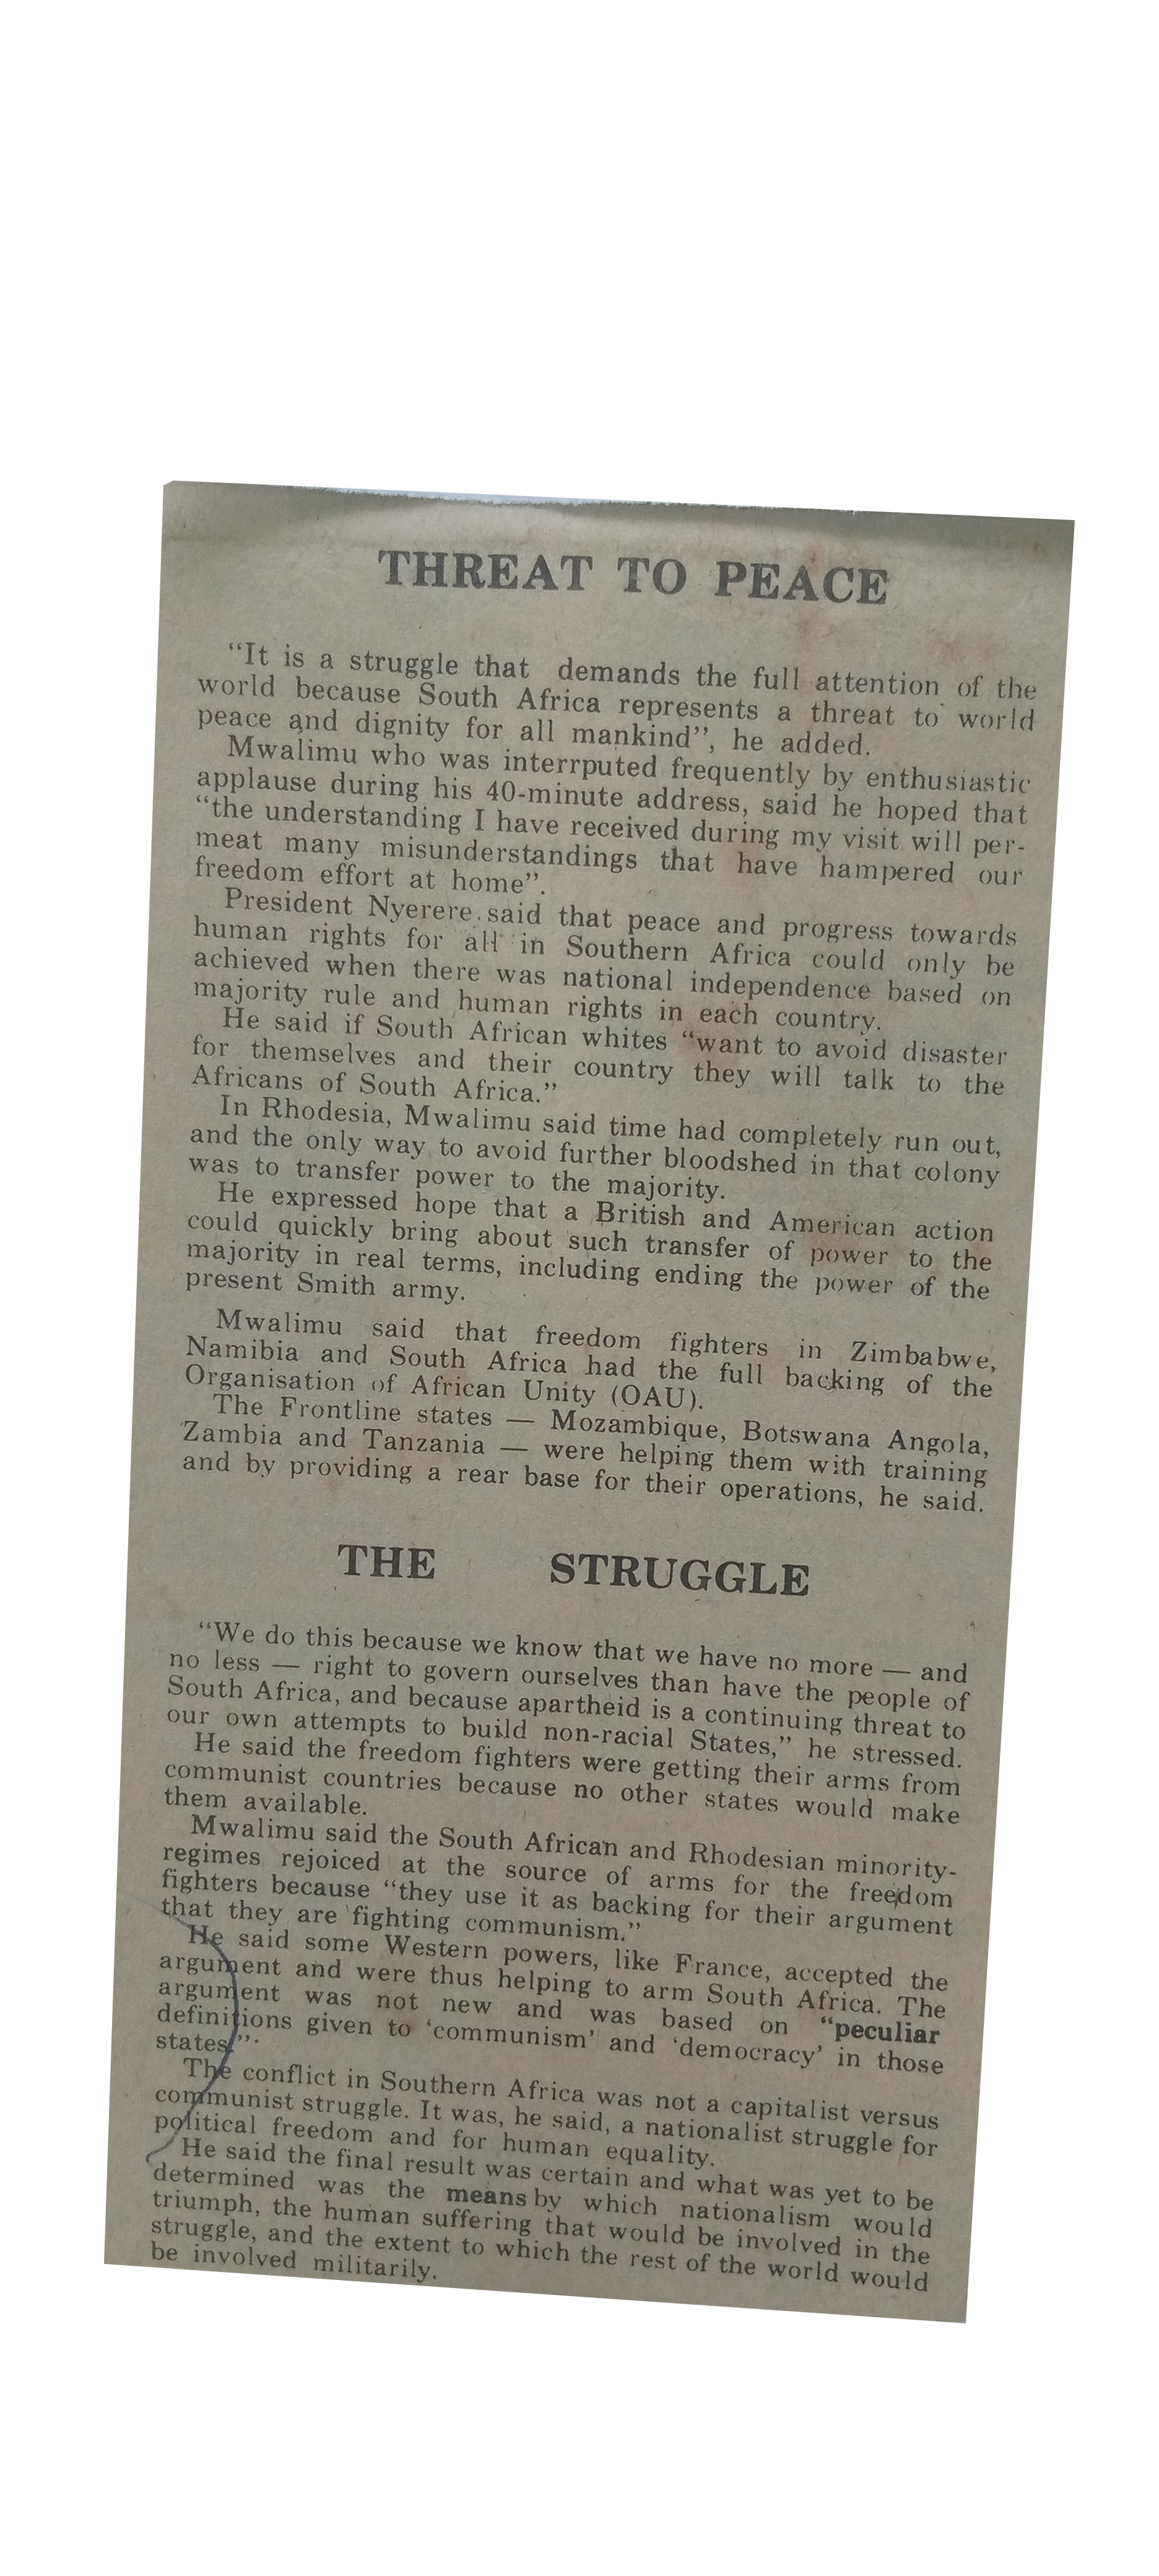 THREAT TO PEACE
"It is a struggle that demands the full attention of the
world because South Africa represents a threat to world
peace and dignity for all mankind", he added.
Mwalimu who was interrputed frequently by enthusiastic
applause during his 40-minute address, said he hoped that
"the understanding I have received during my visit will per-
meat many misunderstandings that have hampered our
freedom effort at home".
President Nyerere said that peace and progress towards
human rights for all in Southern Africa could only be
achieved when there was national independence based on
majority rule and human rights in each country.
He said if South African whites "want to avoid disaster
for themselves and their country they will talk to the
Africans of South Africa."
In Rhodesia, Mwalimu said time had completely run out,
and the only way to avoid further bloodshed in that colony
was to transfer power to the majority.
He expressed hope that a British and American action
could quickly bring about such transfer of power to the
majority in real terms, including ending the power of the
present Smith army.
Mwalimu said that freedom fighters in Zimbabwe,
Namibia and South Africa had the full backing of the
Organisation of African Unity (OAU).
The Frontline states — Mozambique, Botswana Angola,
Zambia and Tanzania — were helping them with training
and by providing a rear base for their operations, he said.
THE STRUGGLE
"We do this because we know that we have no more — and
no less — right to govern ourselves than have the people of
South Africa, and because apartheid is a continuing threat to
our own attempts to build non-racial States," he stressed.
He said the freedom fighters were getting their arms from
communist countries because no other states would make
them available.
Mwalimu said the South African and Rhodesian minority-
regimes rejoiced at the source of arms for the freedom
fighters because "they use it as backing for their argument
that they are fighting communism."
He said some Western powers, like France, accepted the
argument and were thus helping to arm South Africa. The
argument was not new and was based on "peculiar
definitions given to 'communism' and 'democracy' in those
states."
The conflict in Southern Africa was not a capitalist versus
communist struggle. It was, he said, a nationalist struggle for
political freedom and for human equality.
He said the final result was certain and what was yet to be
determined was the means by which nationalism would
triumph, the human suffering that would be involved in the
struggle, and the extent to which the rest of the world would
be involved militarily.